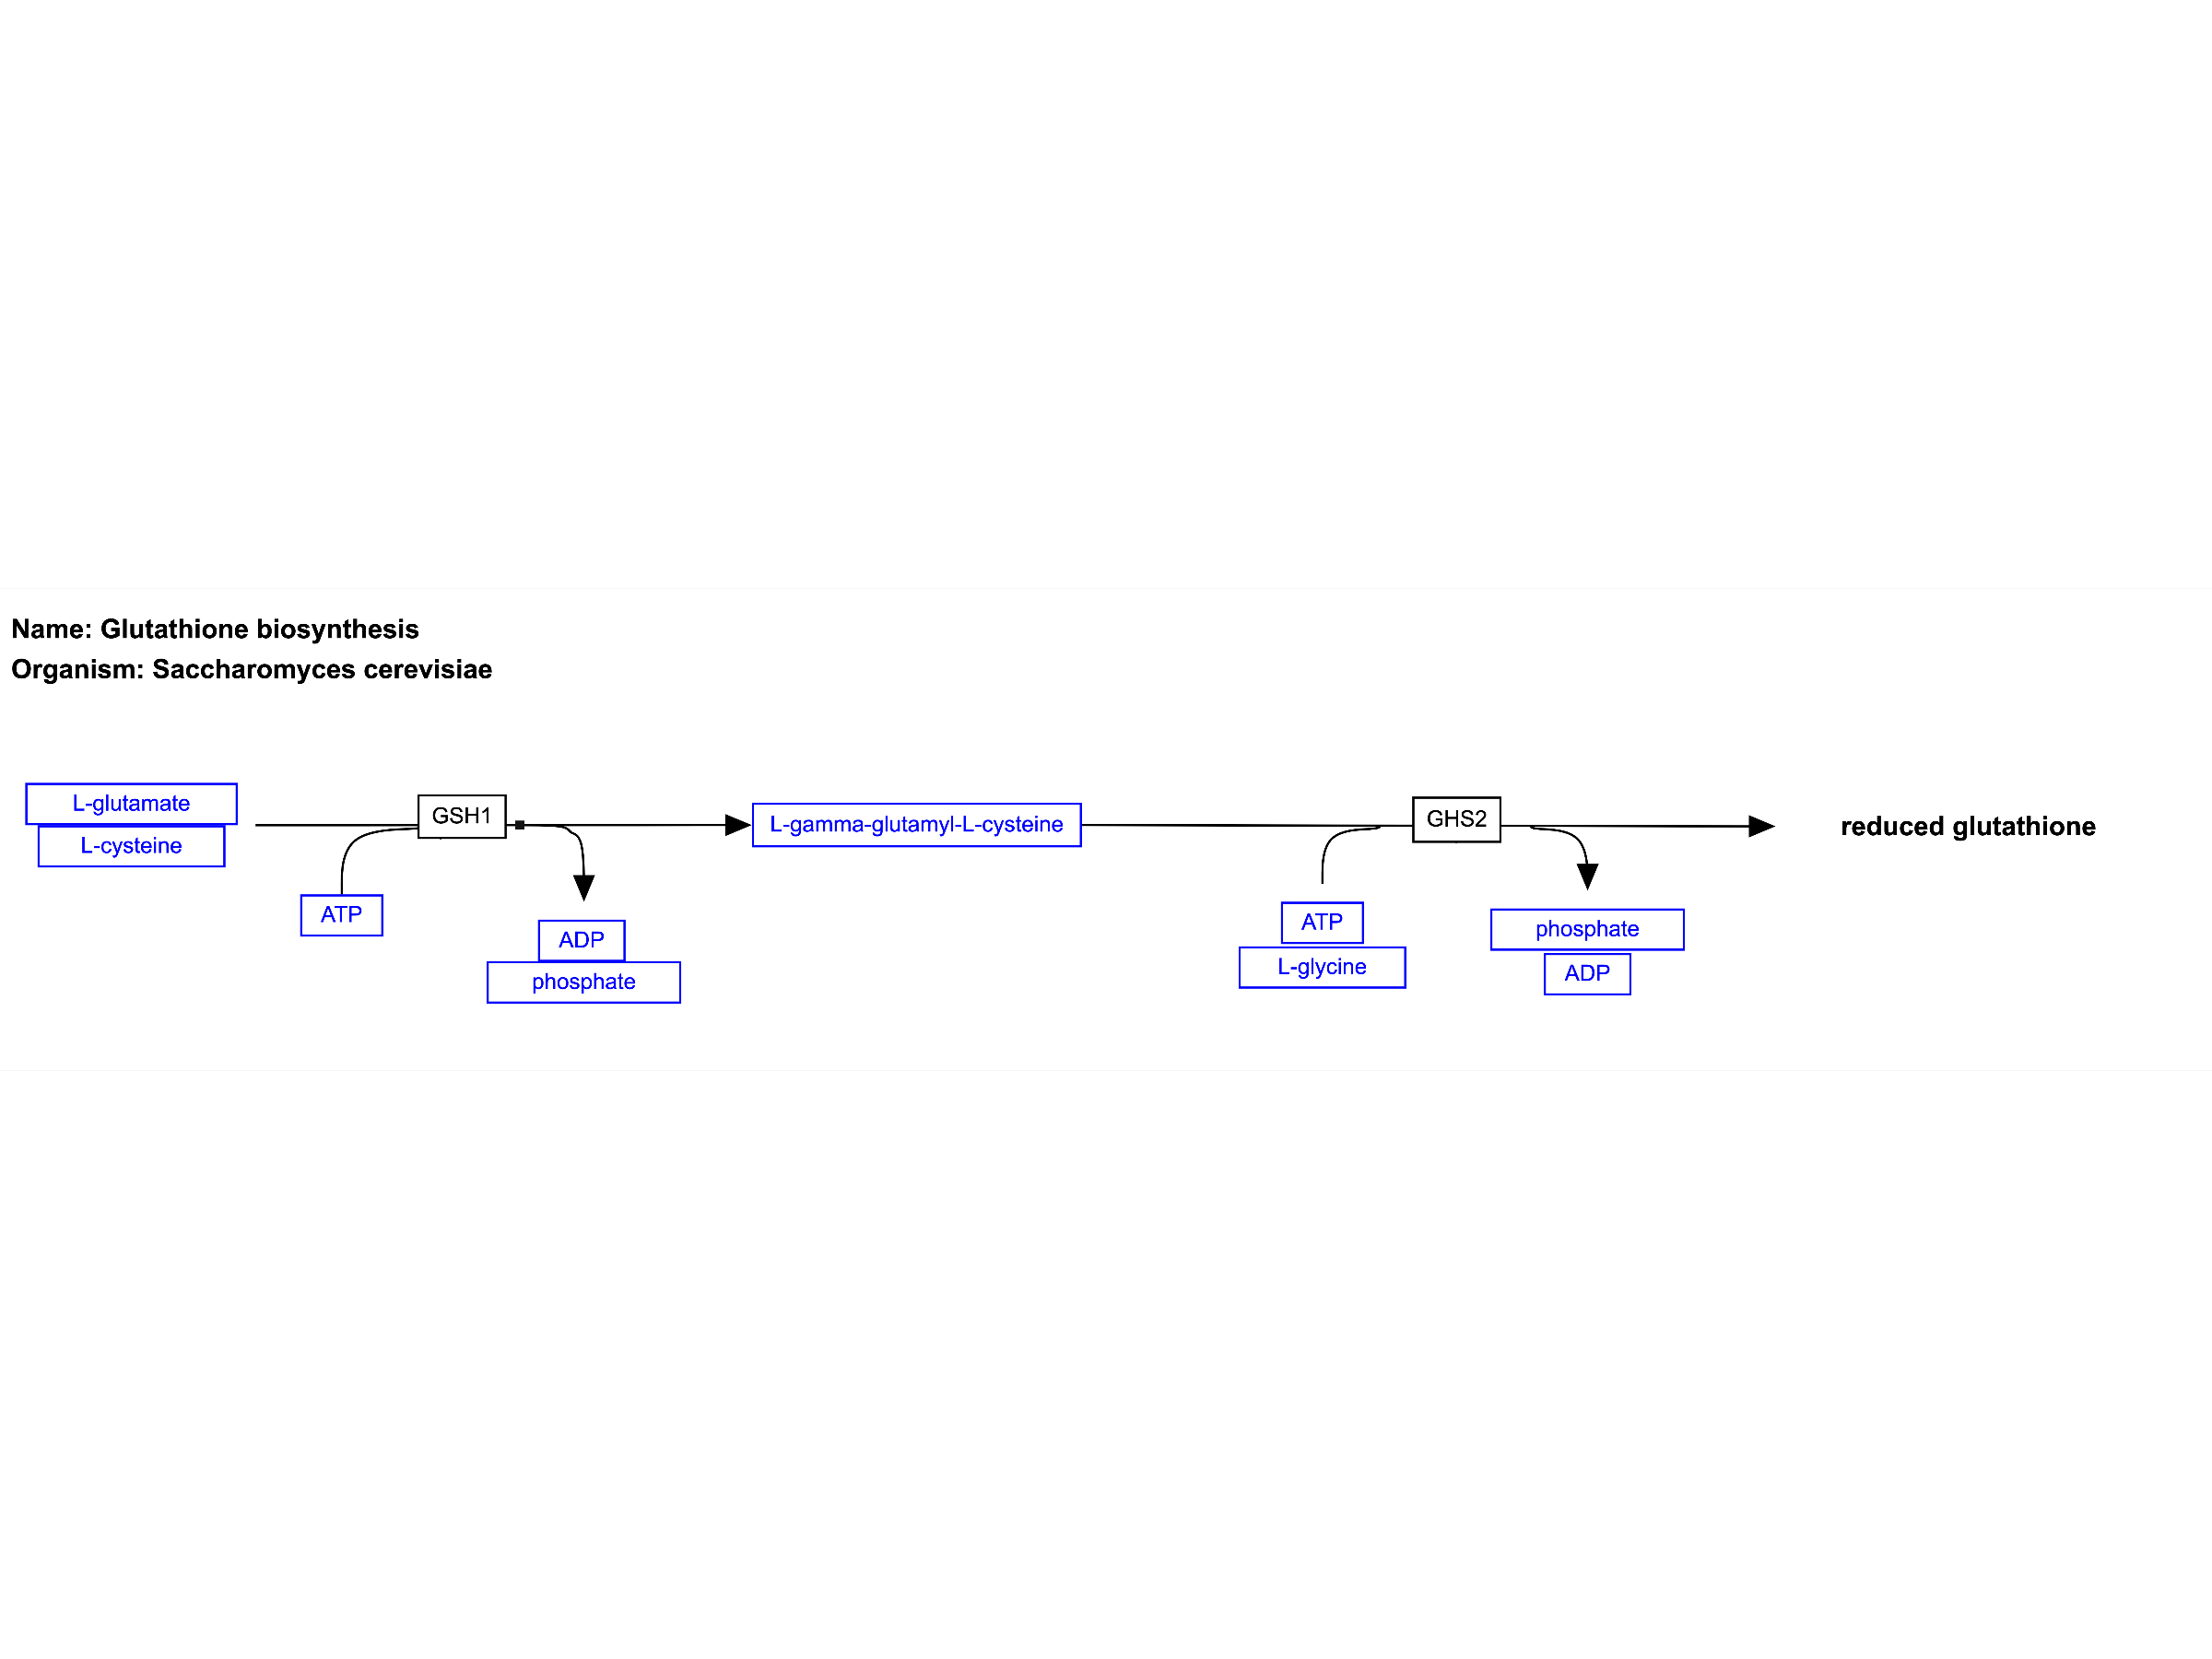 Name: Glutathione biosynthesis
Organism: Saccharomyces cerevisiae
L-glutamate
L-cysteine
GSH1
ATP
ADP
phosphate
L-gamma-glutamyl-L-cysteine
GHS2
ATP
L-glycine
phosphate
ADP
reduced glutathione